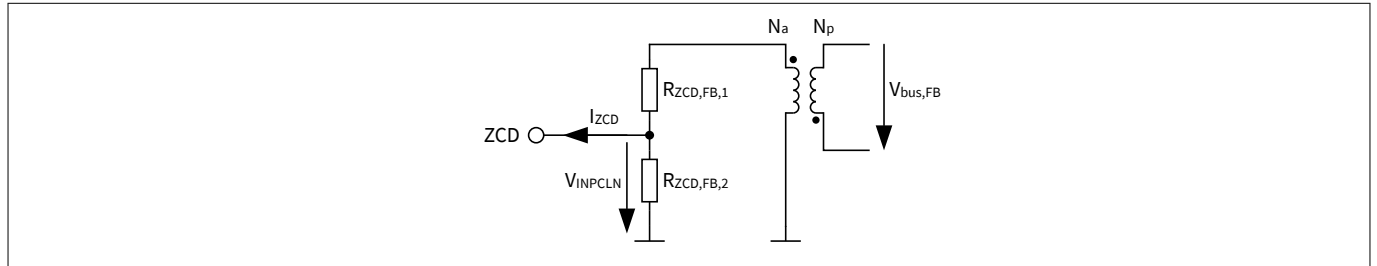 Na Np
RZCD,FB,1
Vbus,FB
IZCD
ZCD
VINPCLN
RZCD,FB,2